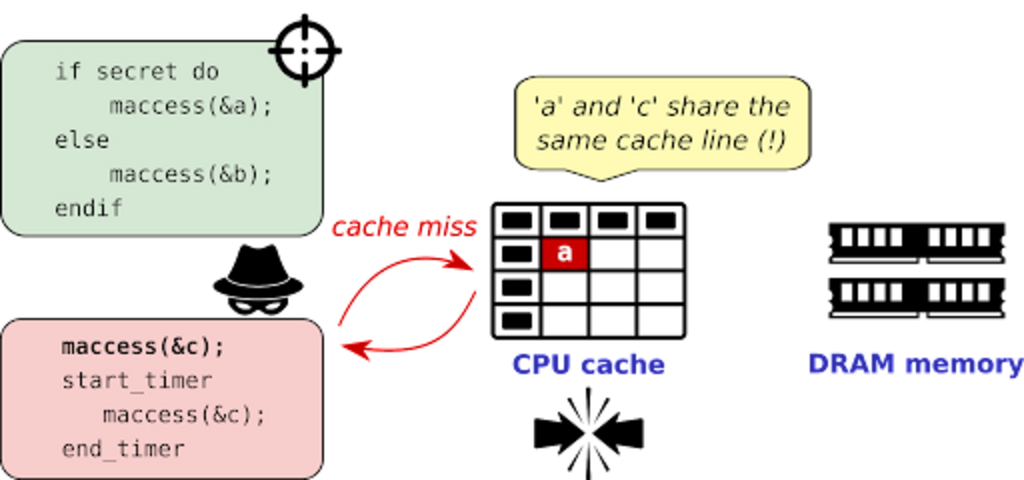 if secret do
maccess(&a);
else
maccess(&b);
endif
'a' and 'c' share the
same cache line (!)
cache miss
a
CPU cache
DRAM memory
maccess(&c);
start_timer
maccess(&c);
end_timer